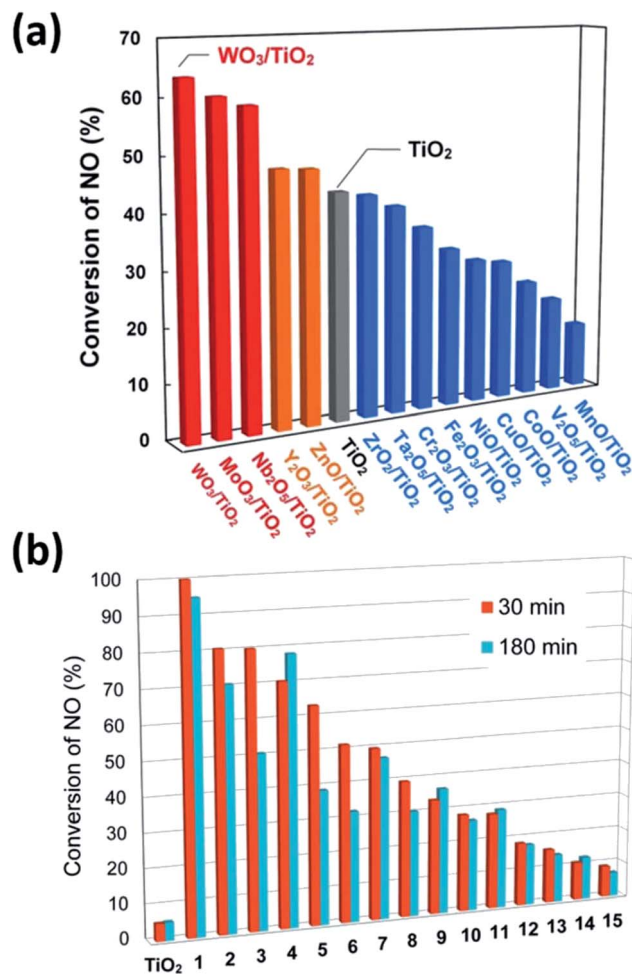 (a)
70
60
50
40
30
20
10
0
Conversion of NO (%)
WO₃/TiO₂
TiO₂
WO₃/TiO₂
MoO₃/TiO₂
Nb₂O₅/TiO₂
Y₂O₃/TiO₂
ZnO/TiO₂
TiO₂
ZrO₂/TiO₂
Ta₂O₅/TiO₂
Cr₂O₃/TiO₂
Fe₂O₃/TiO₂
NiO/TiO₂
CuO/TiO₂
CoO/TiO₂
V₂O₅/TiO₂
MnO/TiO₂
(b)
100
90
80
70
60
50
40
30
20
10
0
Conversion of NO (%)
30 min
180 min
TiO₂ 1 2 3 4 5 6 7 8 9 10 11 12 13 14 15